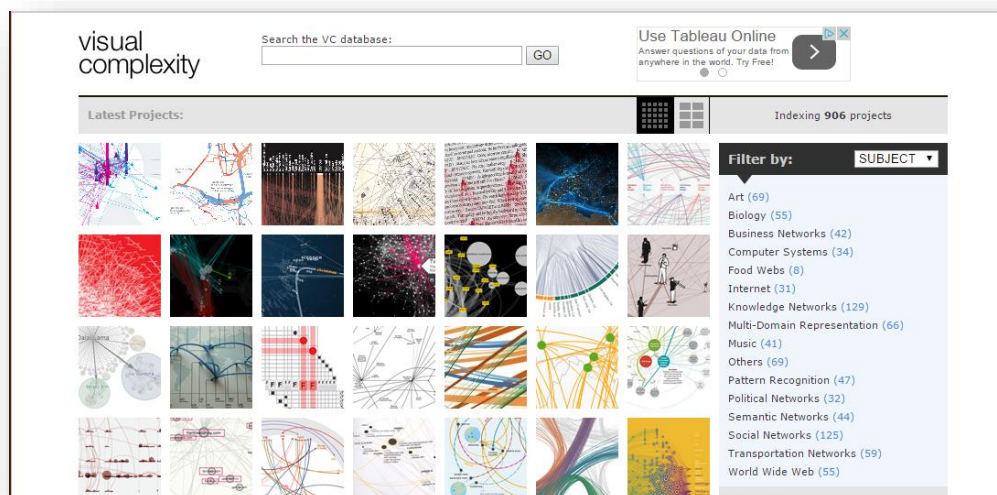 visual
complexity
Search the VC database:
GO
Use Tableau Online
Answer questions of your data from
anywhere in the world. Try Free!
Latest Projects:
Indexing 906 projects
Filter by:
SUBJECT
Art (69)
Biology (55)
Business Networks (42)
Computer Systems (34)
Food Webs (8)
Internet (31)
Knowledge Networks (129)
Multi-Domain Representation (66)
Music (41)
Others (69)
Pattern Recognition (47)
Political Networks (32)
Semantic Networks (44)
Social Networks (125)
Transportation Networks (59)
World Wide Web (55)